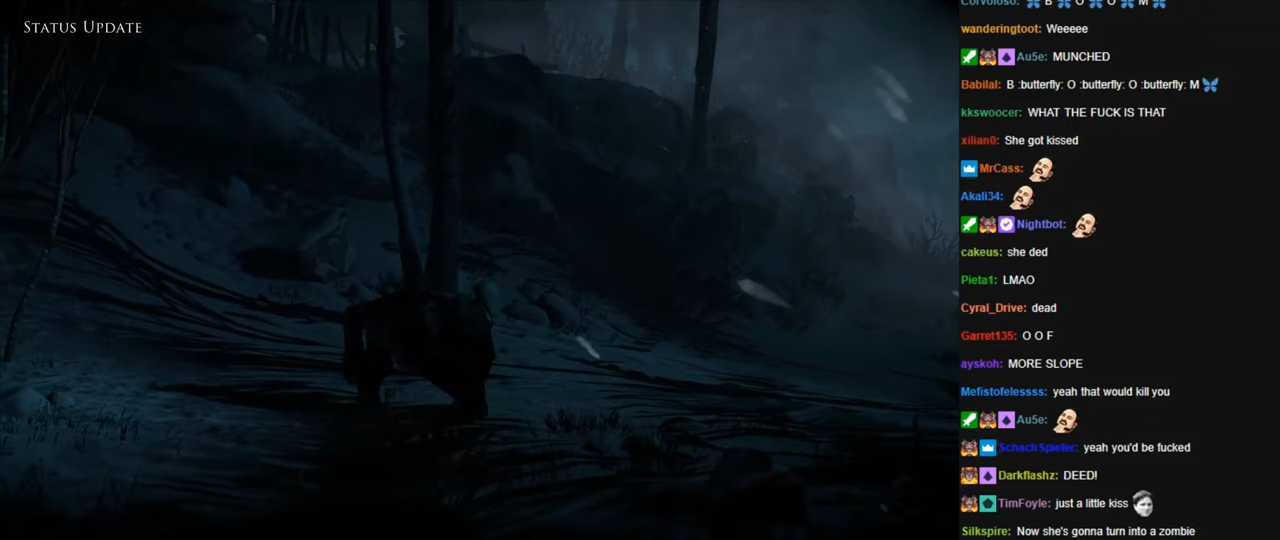 STATUS UPDATE
Corvoloso: B O O M
wanderingtoot: Weeeee
Au5e: MUNCHED
Babilal: B :butterfly: O :butterfly: O :butterfly: M
kkswoocer: WHAT THE FUCK IS THAT
xilian0: She got kissed
MrCass:
Akali34:
Nightbot:
cakeus: she ded
Pieta1: LMAO
Cyral_Drive: dead
Garret135: O O F
ayskoh: MORE SLOPE
Mefistofelessss: yeah that would kill you
Au5e:
SchachSpieler: yeah you'd be fucked
Darkflashz: DEED!
TimFoyle: just a little kiss
Silkspire: Now she's gonna turn into a zombie